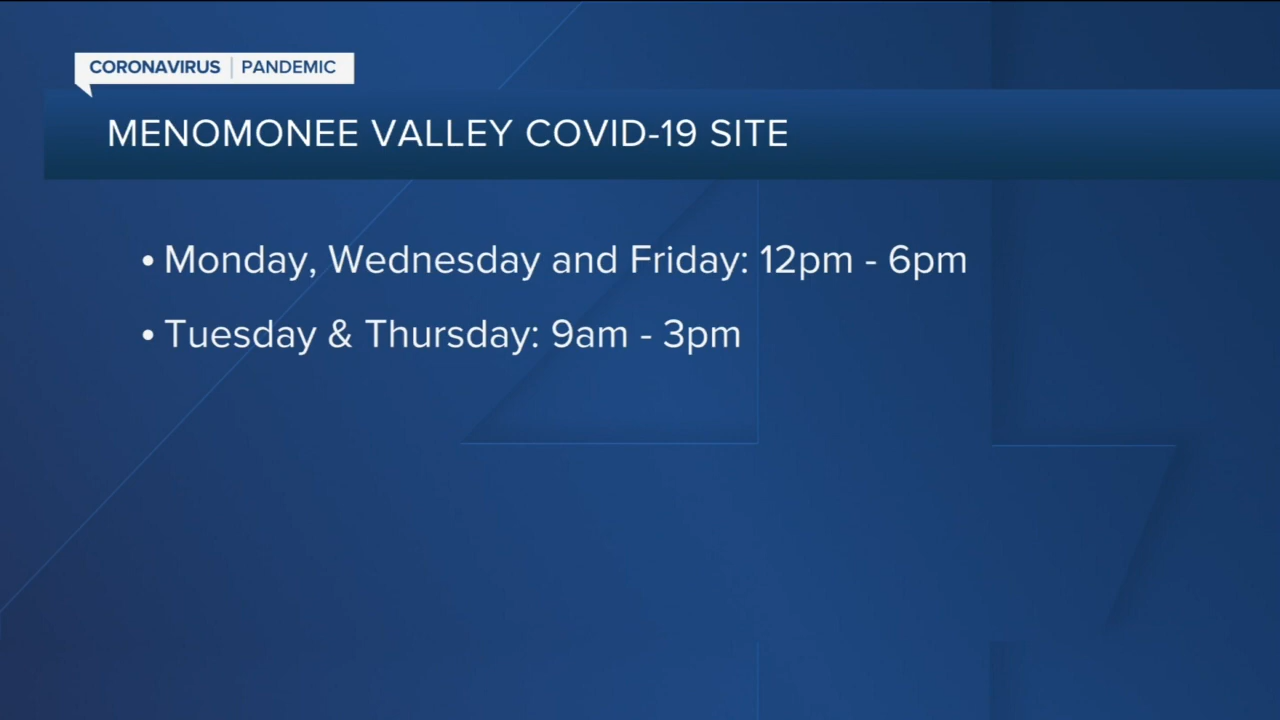 CORONAVIRUS | PANDEMIC
MENOMONEE VALLEY COVID-19 SITE
• Monday, Wednesday and Friday: 12pm - 6pm
• Tuesday & Thursday: 9am - 3pm